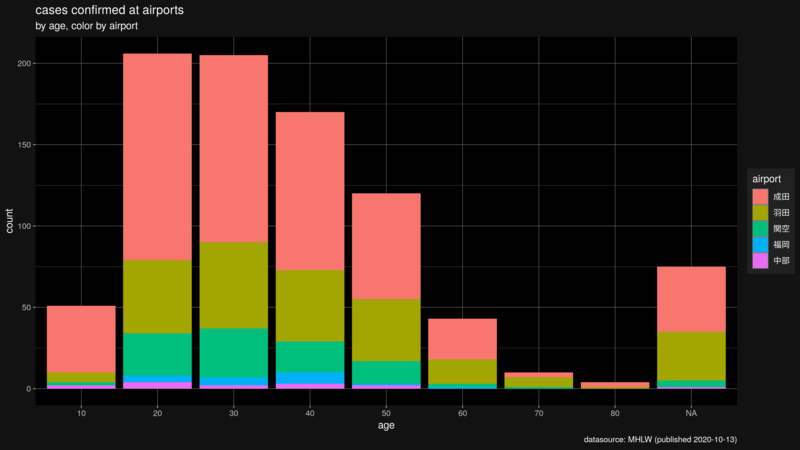 cases confirmed at airports
by age, color by airport
count
200
150
100
50
0
10 20 30 40 50 60 70 80 NA
age
airport
成田
羽田
関空
福岡
中部
datasource: MHLW (published 2020-10-13)